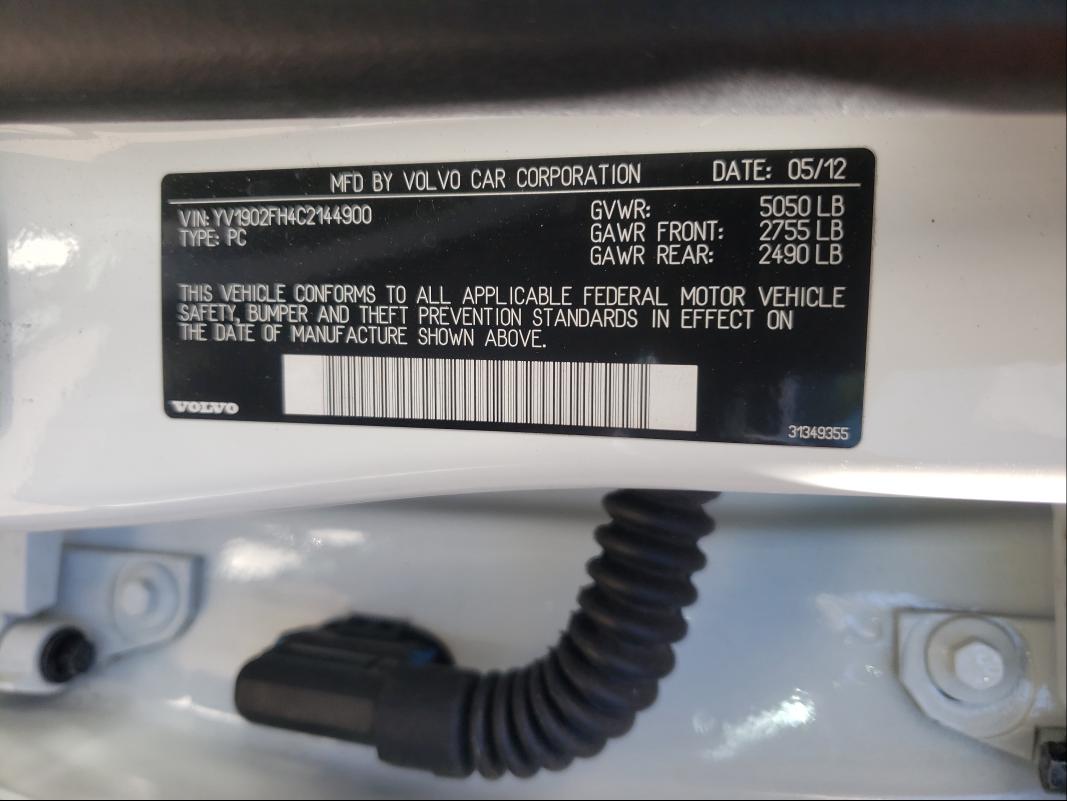 MFD BY VOLVO CAR CORPORATION DATE: 05/12
VIN: YV1902FH4C2144900 GVWR: 5050 LB
TYPE: PC GAWR FRONT: 2755 LB
GAWR REAR: 2490 LB
THIS VEHICLE CONFORMS TO ALL APPLICABLE FEDERAL MOTOR VEHICLE
SAFETY, BUMPER AND THEFT PREVENTION STANDARDS IN EFFECT ON
THE DATE OF MANUFACTURE SHOWN ABOVE.
VOLVO
31349355